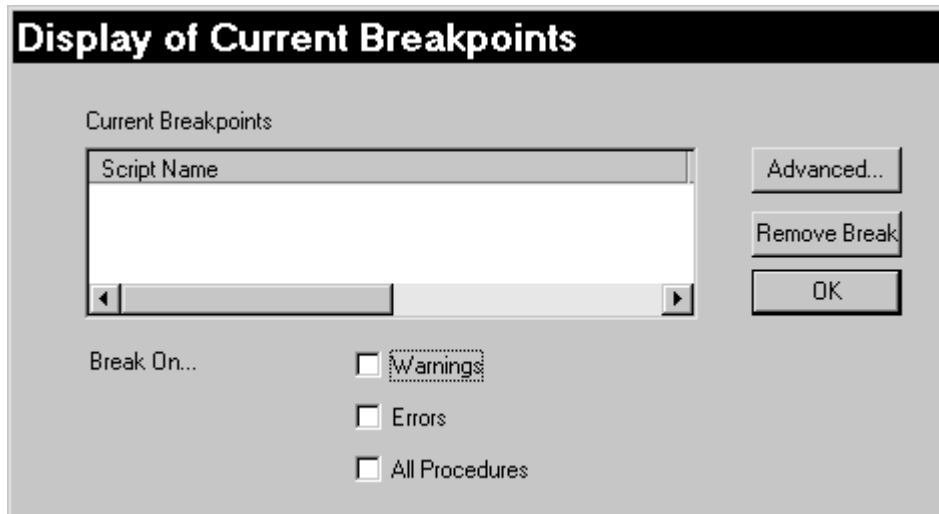 Display of Current Breakpoints
Current Breakpoints
Script Name
Advanced...
Remove Break
OK
Break On...
Warnings
Errors
All Procedures